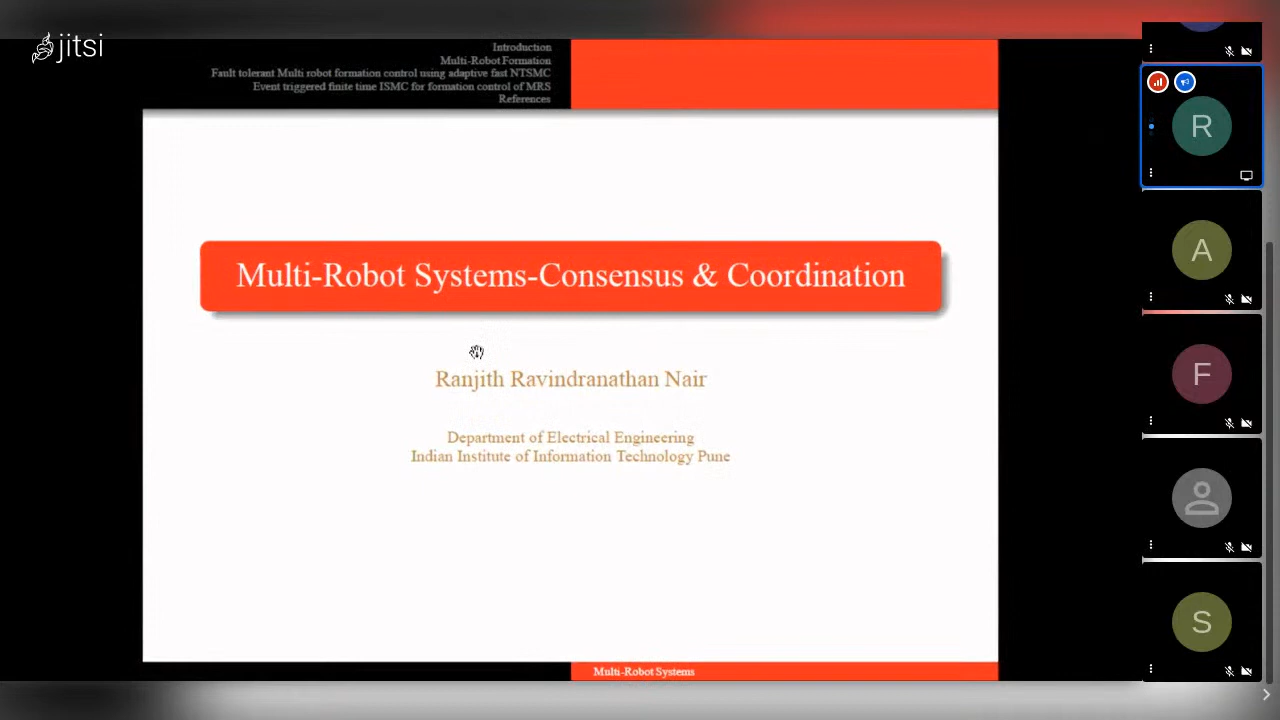 jitsi
Introduction
Multi-Robot Formation
Fault tolerant Multi robot formation control using adaptive fast NTSMC
Event triggered finite time ISMC for formation control of MRS
References
Multi-Robot Systems-Consensus & Coordination
Ranjith Ravindranathan Nair
Department of Electrical Engineering
Indian Institute of Information Technology Pune
Multi-Robot Systems
R
A
F
S